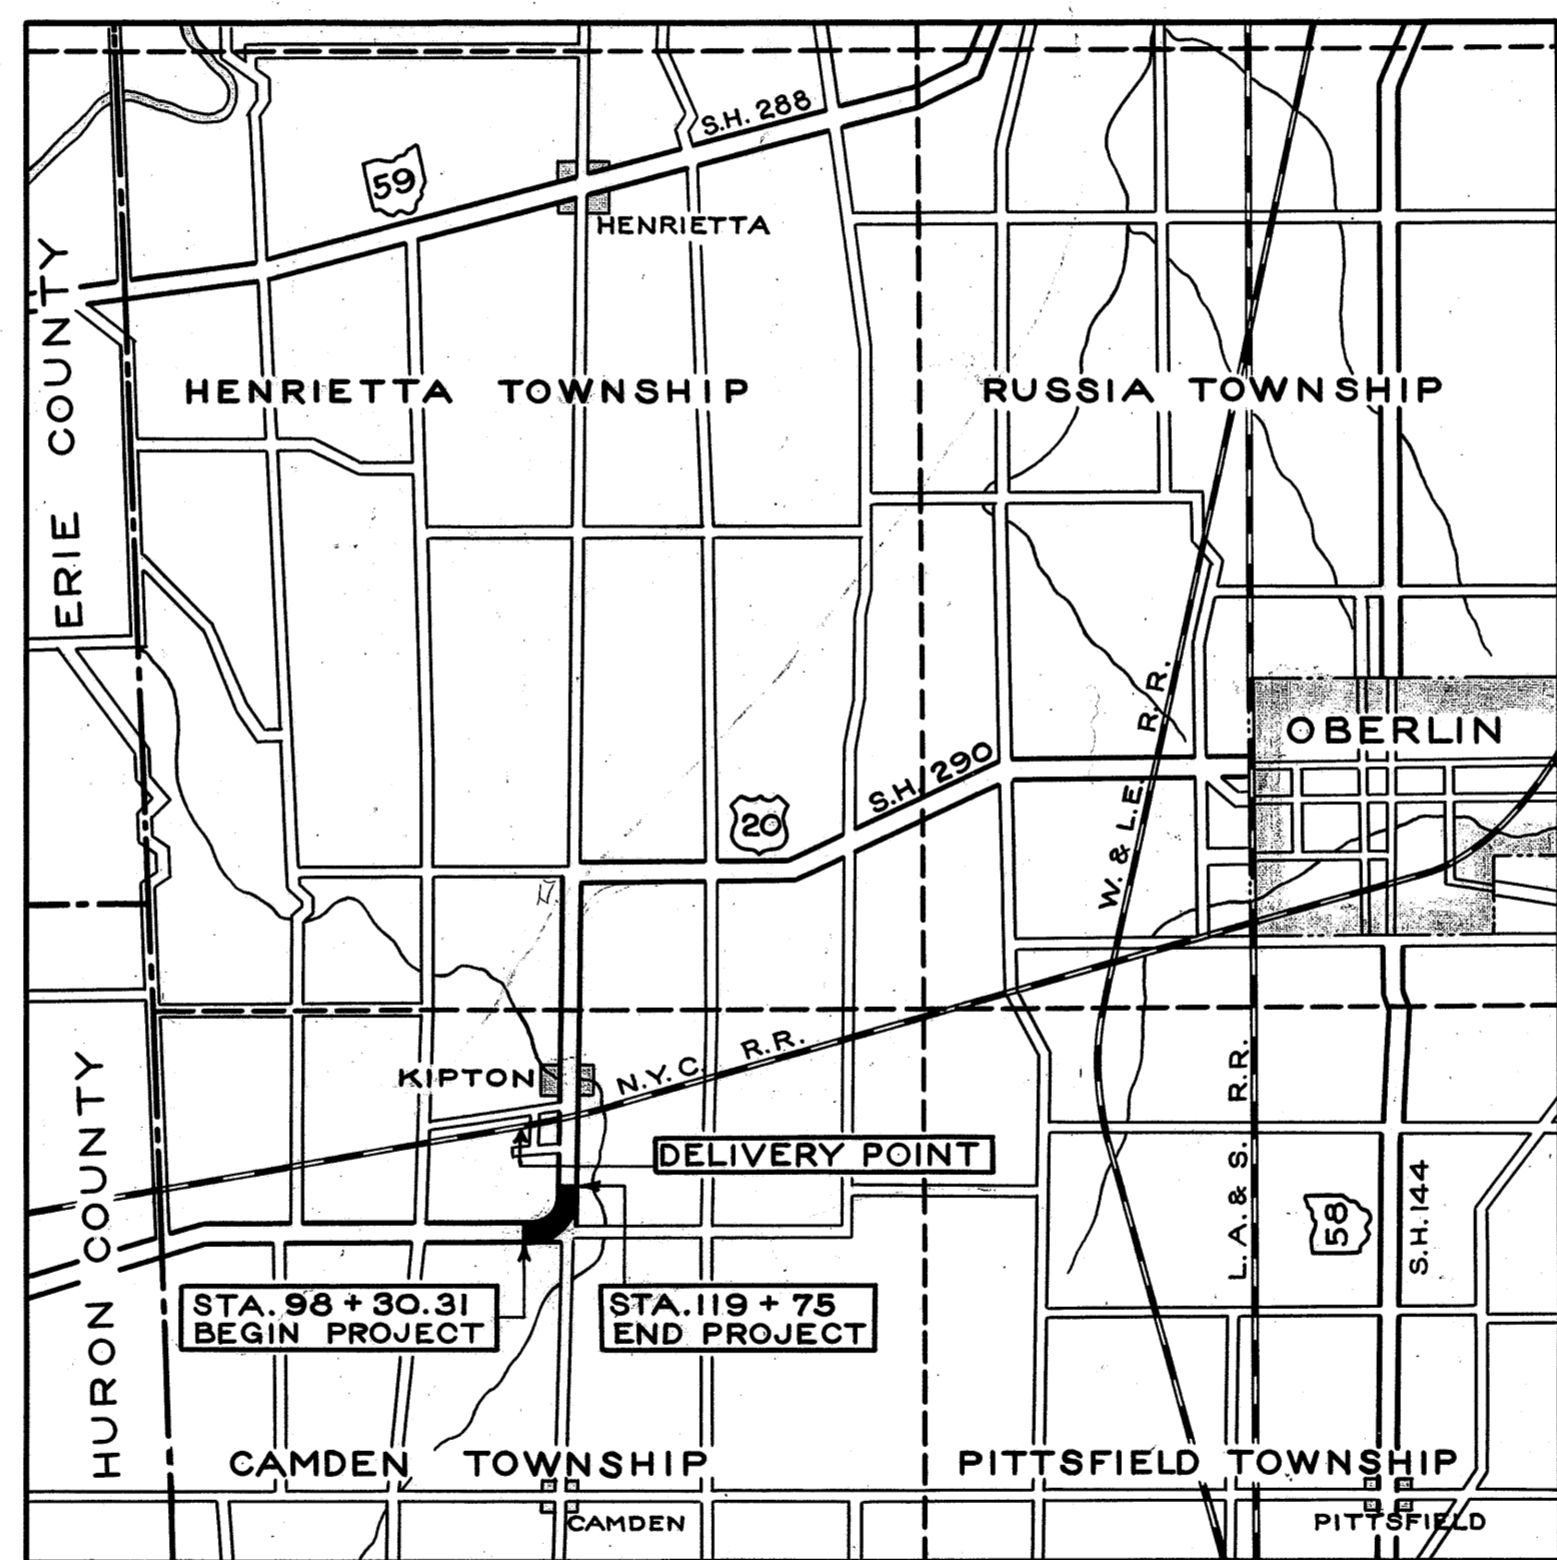 S.H. 288
59
HENRIETTA
ERIE COUNTY
HENRIETTA TOWNSHIP
RUSSIA TOWNSHIP
OBERLIN
W. & L.E. R.R.
S.H. 290
20
KIPTON
N.Y.C. R.R.
DELIVERY POINT
HURON COUNTY
L.A. & S. R.R.
58
S.H. 144
STA. 98 + 30.31
BEGIN PROJECT
STA. 119 + 75
END PROJECT
CAMDEN TOWNSHIP
PITTSFIELD TOWNSHIP
CAMDEN
PITTSFIELD